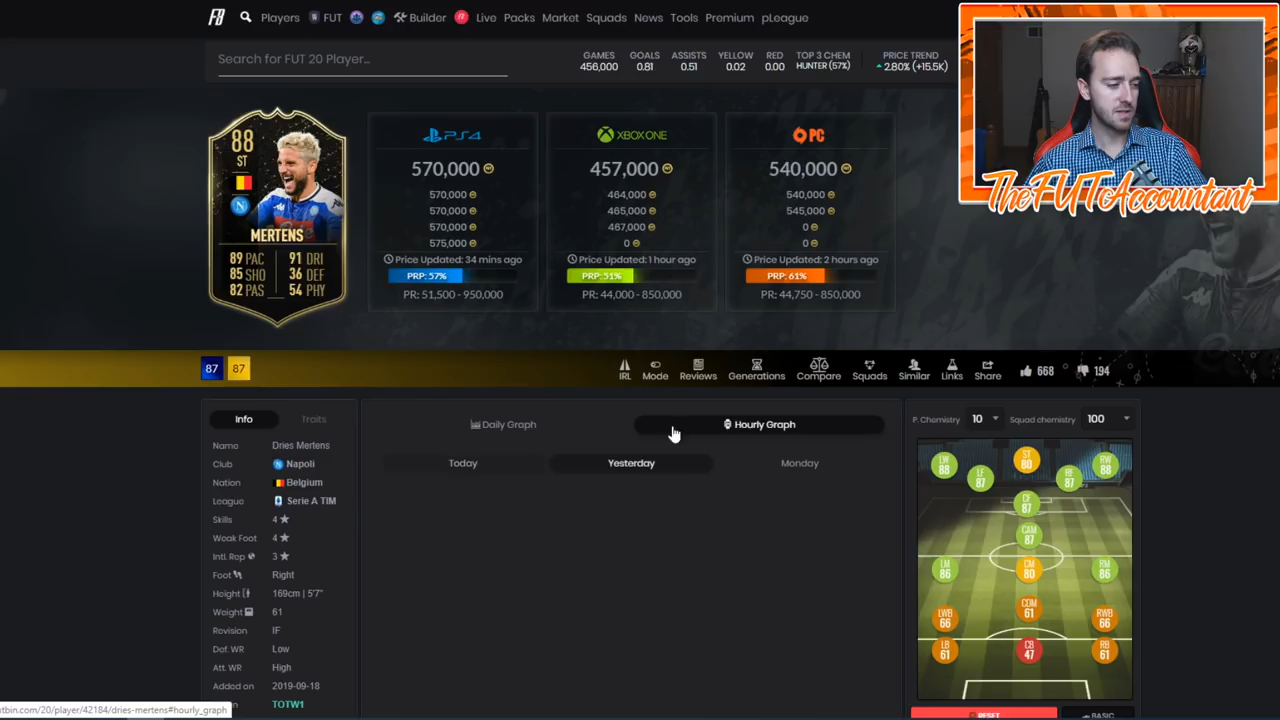 Players FUT Builder Live Packs Market Squads News Tools Premium pLeague
Search for FUT 20 Player...
GAMES GOALS ASSISTS YELLOW RED TOP 3 CHEM PRICE TREND
456,000 0.81 0.51 0.02 0.00 HUNTER (57%) 2.80% (+15.5K)
TheFUTAccountant
88
ST
MERTENS
89 PAC 91 DRI
85 SHO 36 DEF
82 PAS 54 PHY
PS4
570,000
570,000
570,000
570,000
575,000
Price Updated: 34 mins ago
PRP: 57%
PR: 51,500 - 950,000
XBOX ONE
457,000
464,000
465,000
467,000
0
Price Updated: 1 hour ago
PRP: 51%
PR: 44,000 - 850,000
PC
540,000
540,000
545,000
0
0
Price Updated: 2 hours ago
PRP: 61%
PR: 44,750 - 850,000
87 87
IRL Mode Reviews Generations Compare Squads Similar Links Share 668 194
Info Traits
Name Dries Mertens
Club Napoli
Nation Belgium
League Serie A TIM
Skills 4
Weak Foot 4
Intl. Rep 3
Foot Right
Height 169cm | 5'7"
Weight 61
Revision IF
Def. WR Low
Att. WR High
Added on 2019-09-18
TOTW1
Daily Graph Hourly Graph
Today Yesterday Monday
P. Chemistry 10 Squad chemistry 100
LW 88
ST 80
RW 88
LF 87
RF 87
CF 87
CAM 87
LM 86
CM 80
RM 86
CDM 61
LWB 66
RWB 66
LB 61
CB 47
RB 61
RESET BASIC
utbin.com/20/player/42184/dries-mertens#hourly_graph